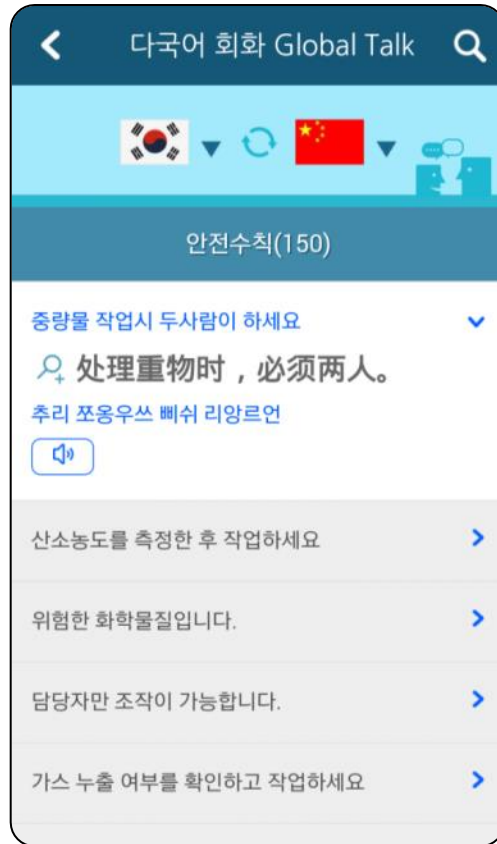 다국어 회화 Global Talk
안전수칙(150)
중량물 작업시 두사람이 하세요
处理重物时，必须两人。
추리 쪼옹우쓰 삐쉬 리앙르언
산소농도를 측정한 후 작업하세요
위험한 화학물질입니다.
담당자만 조작이 가능합니다.
가스 누출 여부를 확인하고 작업하세요